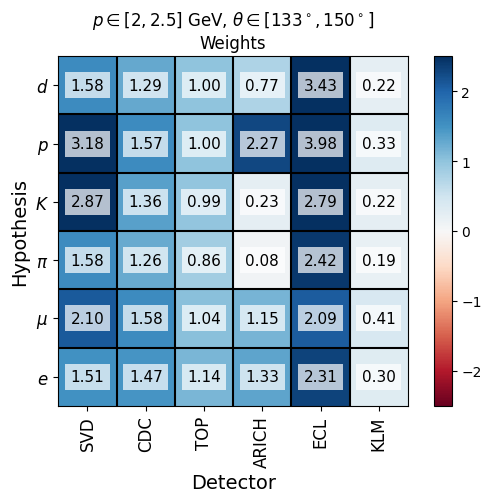 p ∈ [2, 2.5] GeV, θ ∈ [133°, 150°]
Weights
d 1.58 1.29 1.00 0.77 3.43 0.22
p 3.18 1.57 1.00 2.27 3.98 0.33
K 2.87 1.36 0.99 0.23 2.79 0.22
π 1.58 1.26 0.86 0.08 2.42 0.19
μ 2.10 1.58 1.04 1.15 2.09 0.41
e 1.51 1.47 1.14 1.33 2.31 0.30
SVD CDC TOP ARICH ECL KLM
Detector
Hypothesis
2
1
0
−1
−2